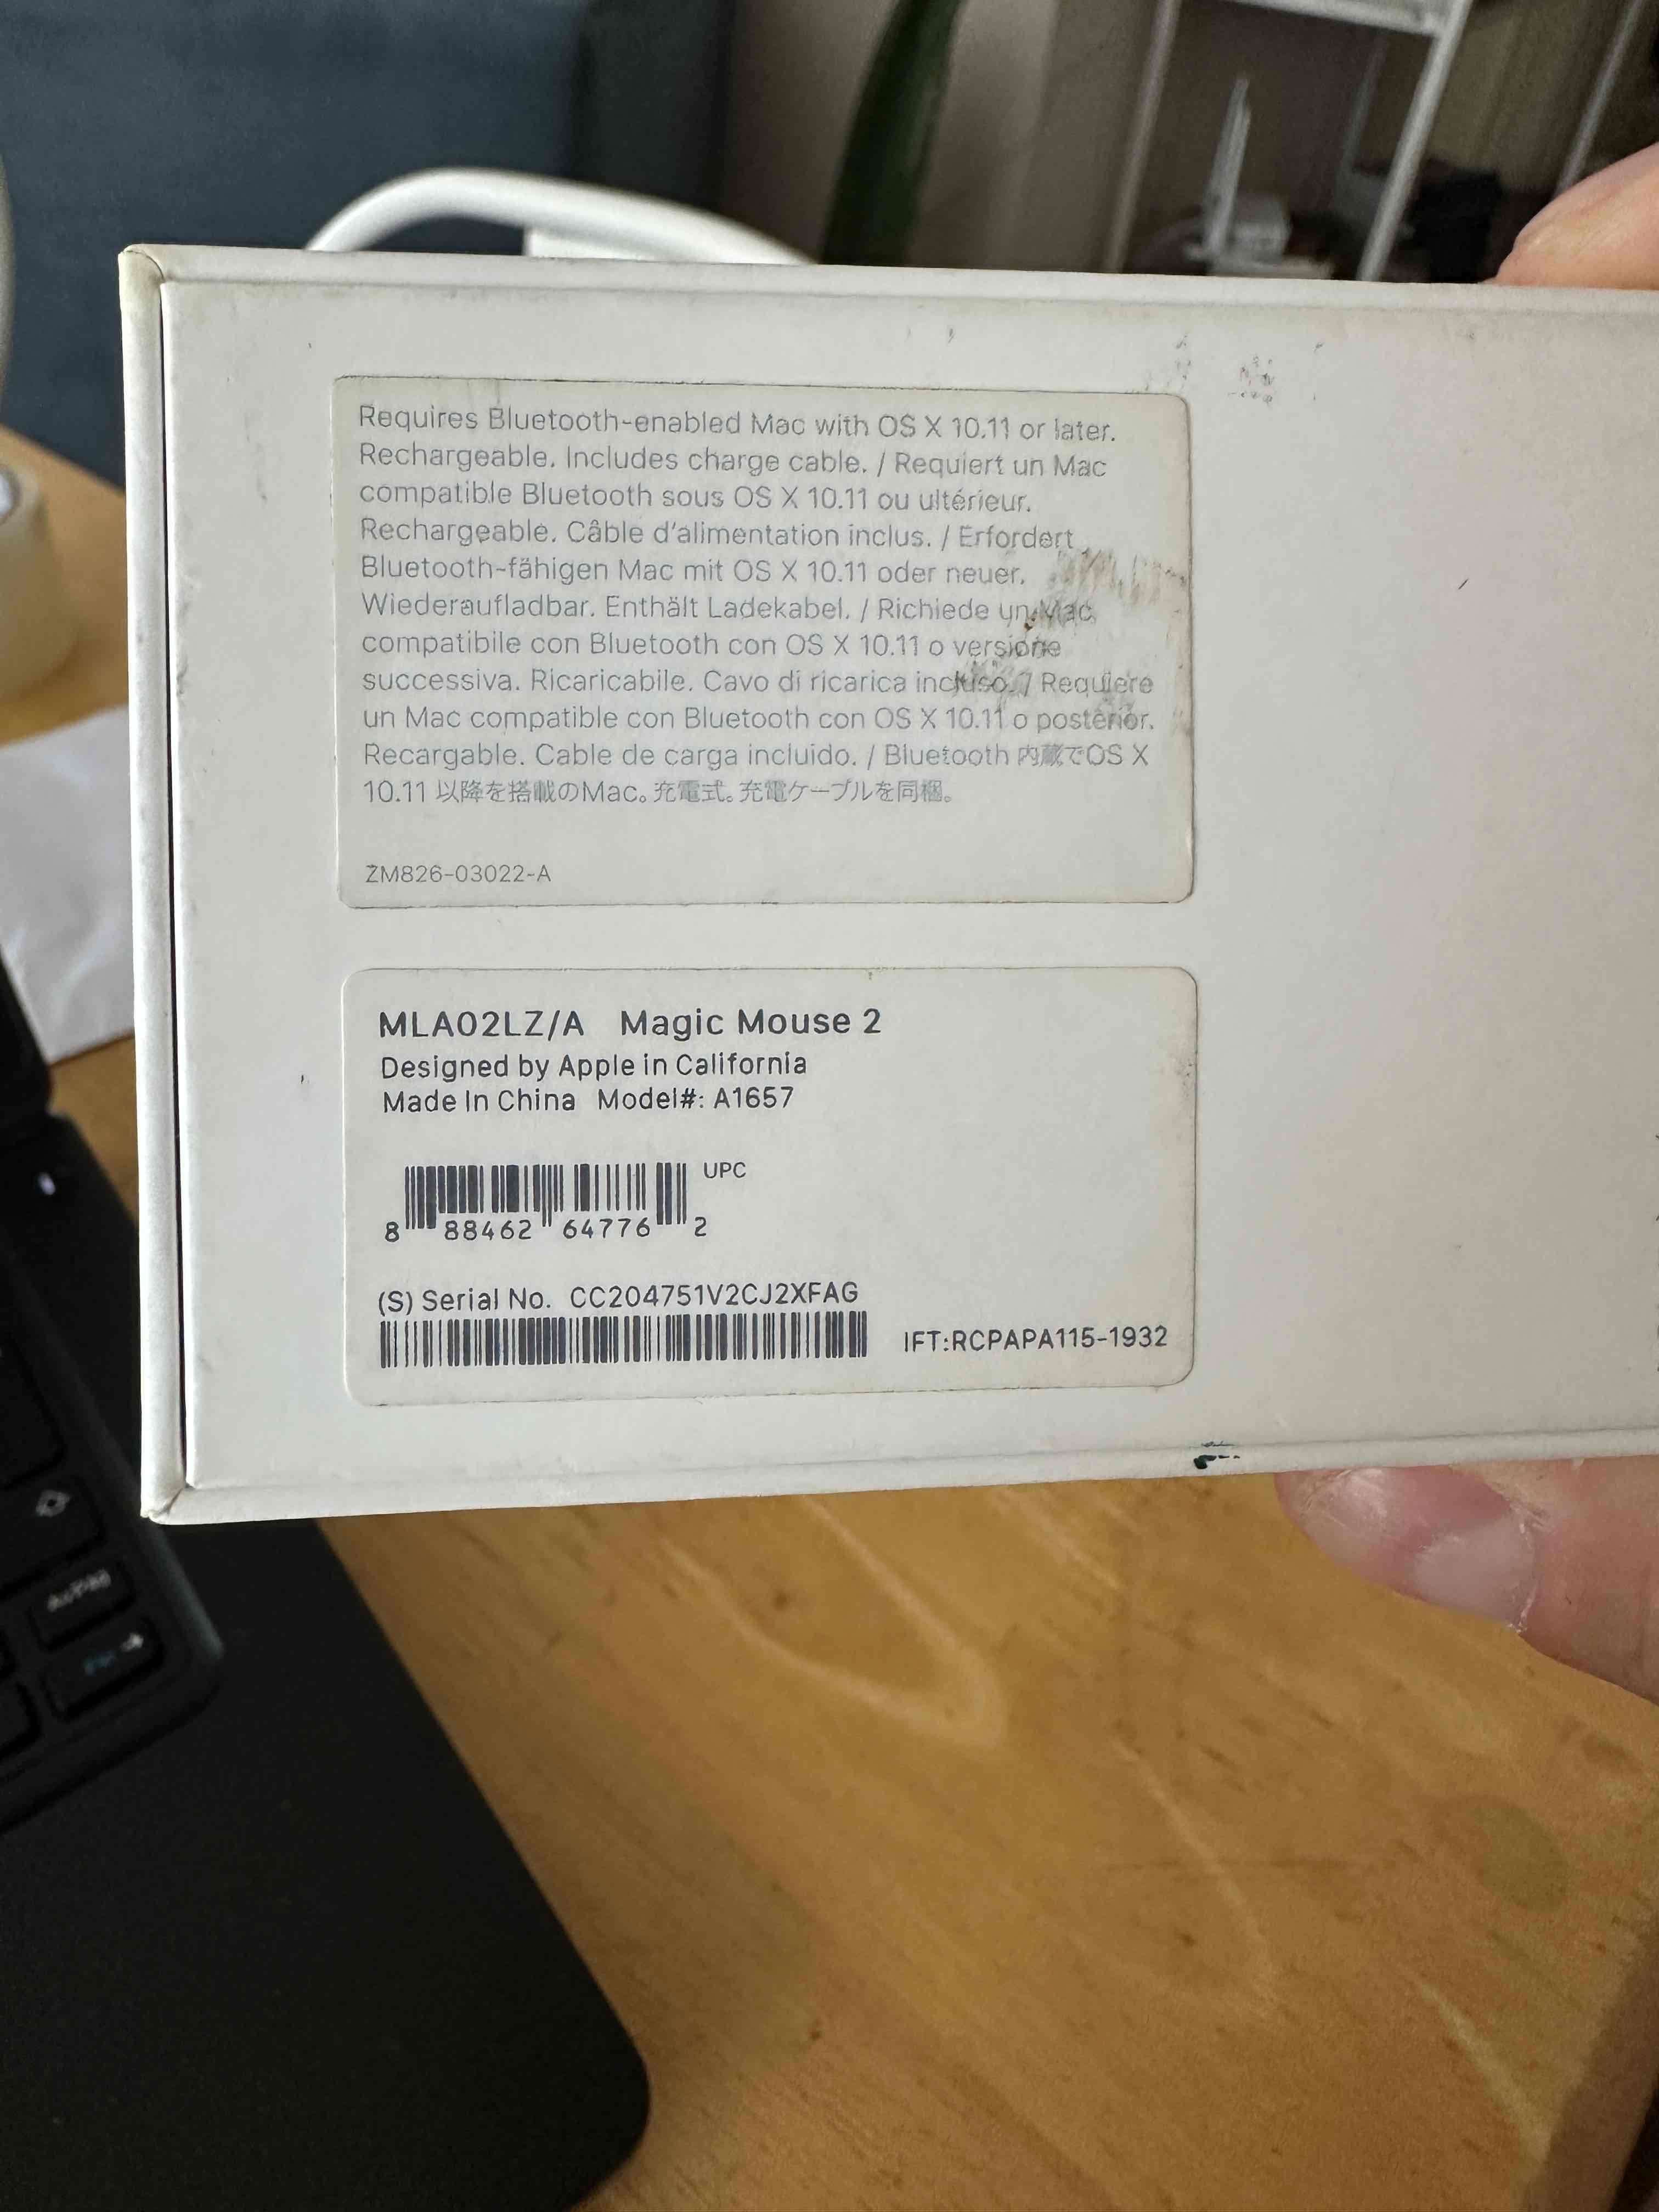 Requires Bluetooth-enabled Mac with OS X 10.11 or later.
Rechargeable. Includes charge cable. / Requiert un Mac
compatible Bluetooth sous OS X 10.11 ou ultérieur.
Rechargeable. Câble d'alimentation inclus. / Erfordert
Bluetooth-fähigen Mac mit OS X 10.11 oder neuer.
Wiederaufladbar. Enthält Ladekabel. / Richiede un Mac
compatibile con Bluetooth con OS X 10.11 o versione
successiva. Ricaricabile. Cavo di ricarica incluso. / Requiere
un Mac compatible con Bluetooth con OS X 10.11 o posterior.
Recargable. Cable de carga incluido. / Bluetooth 内蔵でOS X
10.11 以降を搭載のMac。充電式。充電ケーブルを同梱。
ZM826-03022-A
MLA02LZ/A Magic Mouse 2
Designed by Apple in California
Made In China Model#: A1657
UPC
8 88462 64776 2
(S) Serial No. CC204751V2CJ2XFAG
IFT:RCPAPA115-1932